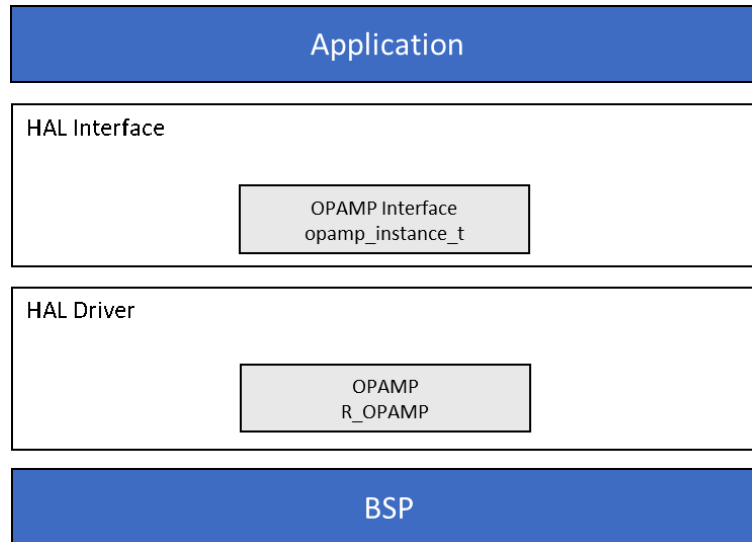 Application
HAL Interface
OPAMP Interface
opamp_instance_t
HAL Driver
OPAMP
R_OPAMP
BSP